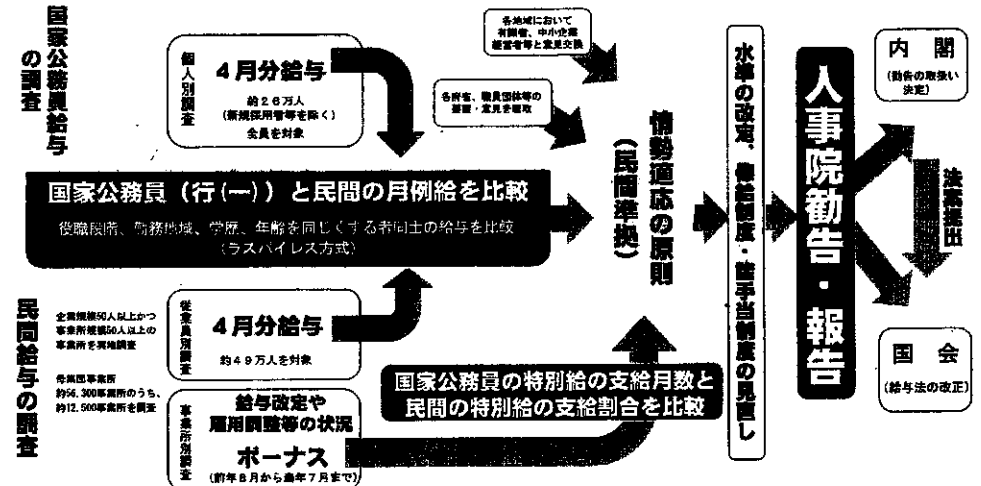 国家公務員給与
の調査
個人別調査
4月分給与
約26万人
(新規採用者等を除く)
全員を対象
各地域において
有識者、中小企業
経営者等と意見交換
各府省、職員団体等の
要望・意見を聴取
国家公務員（行(一)）と民間の月例給を比較
役職段階、勤務地域、学歴、年齢を同じくする者同士の給与を比較
(ラスパイレス方式)
民間給与の調査
企業規模50人以上かつ
事業所規模50人以上の
事業所を実地調査
母集団事業所
約56,300事業所のうち、
約12,500事業所を調査
従業員別調査
4月分給与
約49万人を対象
事業所別調査
給与改定や
雇用調整等の状況
ボーナス
(前年8月から当年7月まで)
国家公務員の特別給の支給月数と
民間の特別給の支給割合を比較
情勢適応の原則
(民間準拠)
水準の改定、俸給制度・諸手当制度の見直し
人事院勧告・報告
内閣
(勧告の取扱い
決定)
法案提出
国会
(給与法の改正)